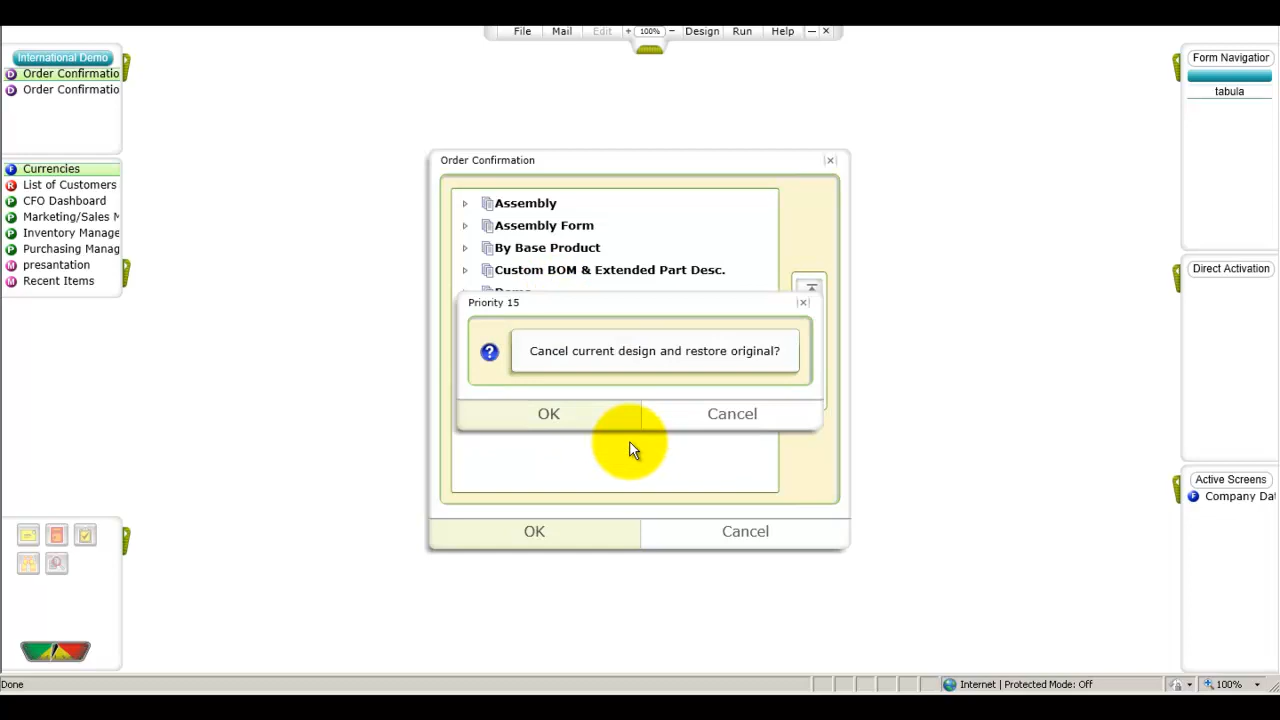 File Mail Edit + 100% − Design Run Help
International Demo
Order Confirmatio
Order Confirmatio
Currencies
List of Customers
CFO Dashboard
Marketing/Sales M
Inventory Manage
Purchasing Manag
presantation
Recent Items
Order Confirmation
Assembly
Assembly Form
By Base Product
Custom BOM & Extended Part Desc.
Priority 15
Cancel current design and restore original?
OK Cancel
OK Cancel
Form Navigatior
tabula
Direct Activation
Active Screens
Company Dat
Done
Internet | Protected Mode: Off
100%